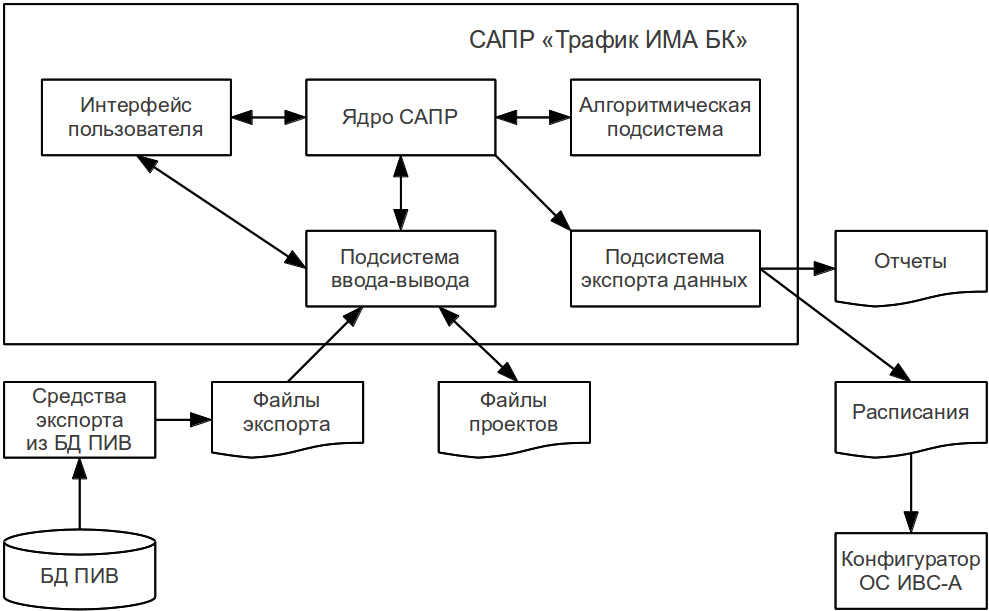 САПР «Трафик ИМА БК»
Интерфейс
пользователя
Ядро САПР
Алгоритмическая
подсистема
Подсистема
ввода-вывода
Подсистема
экспорта данных
Отчеты
Средства
экспорта
из БД ПИВ
Файлы
экспорта
Файлы
проектов
Расписания
БД ПИВ
Конфигуратор
ОС ИВС-А